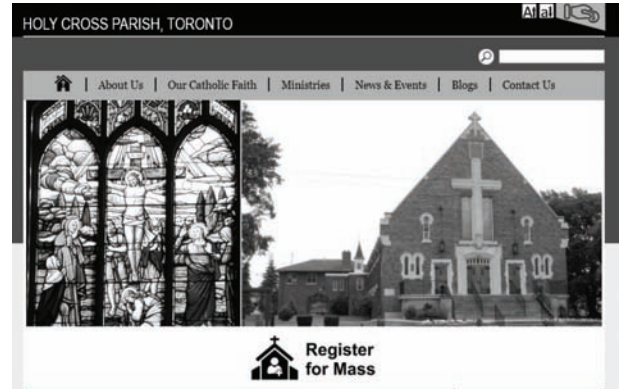 HOLY CROSS PARISH, TORONTO
About Us | Our Catholic Faith | Ministries | News & Events | Blogs | Contact Us
Register
for Mass